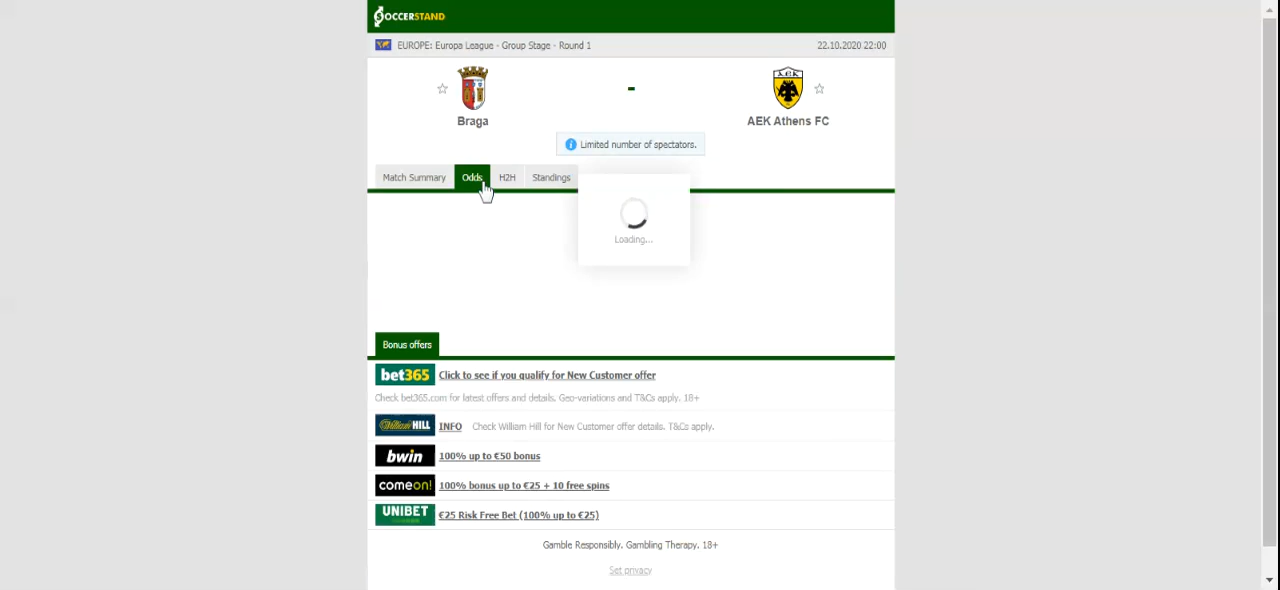 SOCCERSTAND
EUROPE: Europa League - Group Stage - Round 1 22.10.2020 22:00
-
AEK
Braga AEK Athens FC
Limited number of spectators.
Match Summary Odds H2H Standings
Loading...
Bonus offers
bet365 Click to see if you qualify for New Customer offer
Check bet365.com for latest offers and details. Geo-variations and T&Cs apply. 18+
William HILL INFO Check William Hill for New Customer offer details. T&Cs apply.
bwin 100% up to €50 bonus
comeon! 100% bonus up to €25 + 10 free spins
UNIBET €25 Risk Free Bet (100% up to €25)
Gamble Responsibly. Gambling Therapy. 18+
Set privacy